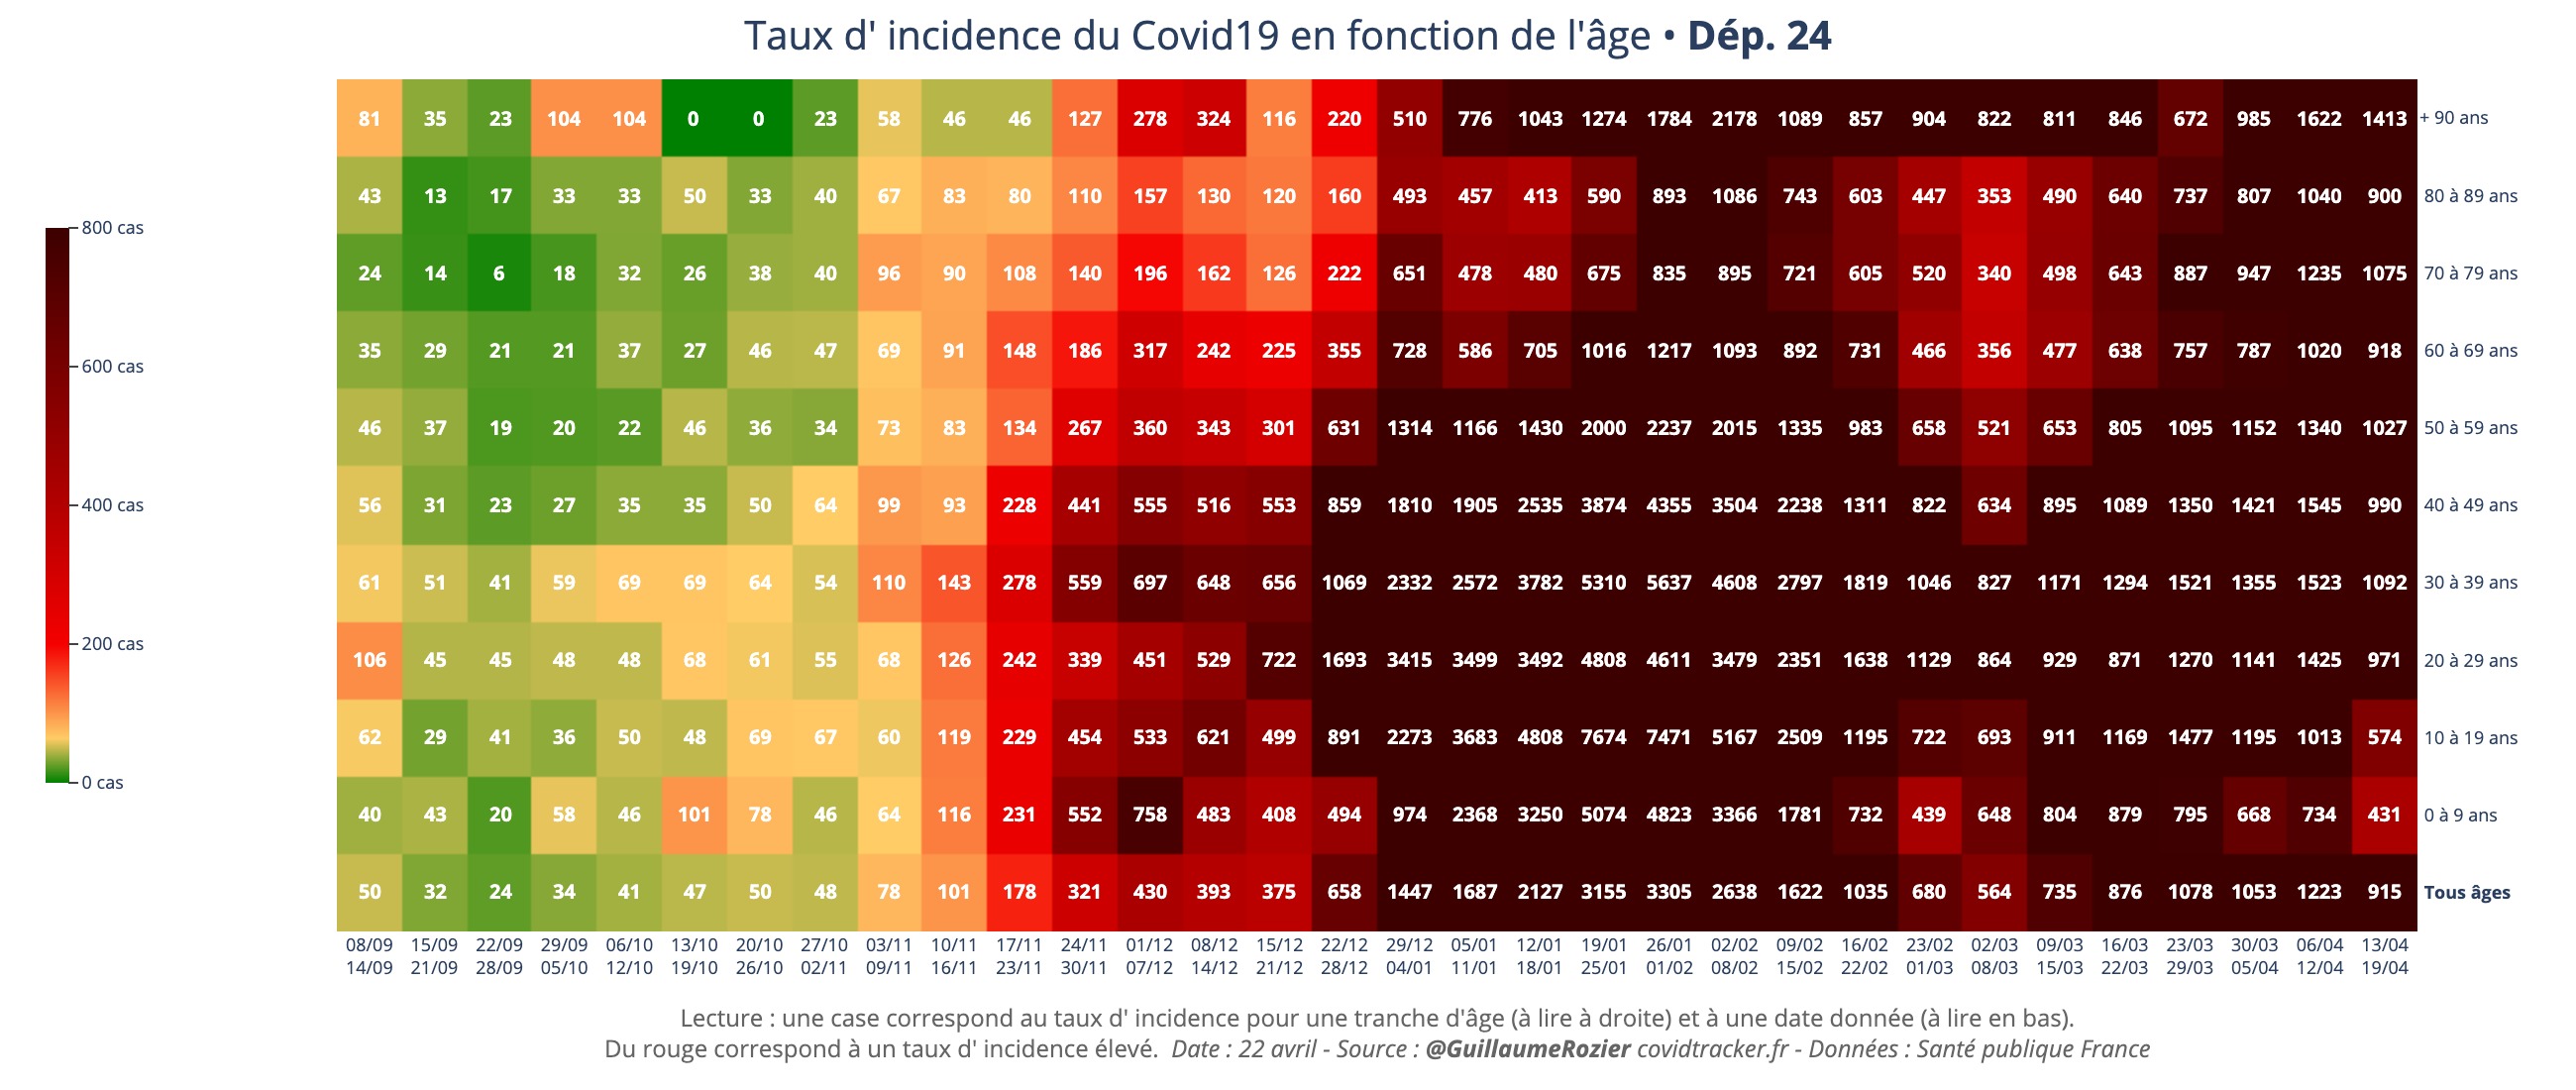 Taux d' incidence du Covid19 en fonction de l'âge • Dép. 24
81 35 23 104 104 0 0 23 58 46 46 127 278 324 116 220 510 776 1043 1274 1784 2178 1089 857 904 822 811 846 672 985 1622 1413 + 90 ans
43 13 17 33 33 50 33 40 67 83 80 110 157 130 120 160 493 457 413 590 893 1086 743 603 447 353 490 640 737 807 1040 900 80 à 89 ans
800 cas
24 14 6 18 32 26 38 40 96 90 108 140 196 162 126 222 651 478 480 675 835 895 721 605 520 340 498 643 887 947 1235 1075 70 à 79 ans
35 29 21 21 37 27 46 47 69 91 148 186 317 242 225 355 728 586 705 1016 1217 1093 892 731 466 356 477 638 757 787 1020 918 60 à 69 ans
600 cas
46 37 19 20 22 46 36 34 73 83 134 267 360 343 301 631 1314 1166 1430 2000 2237 2015 1335 983 658 521 653 805 1095 1152 1340 1027 50 à 59 ans
400 cas
56 31 23 27 35 35 50 64 99 93 228 441 555 516 553 859 1810 1905 2535 3874 4355 3504 2238 1311 822 634 895 1089 1350 1421 1545 990 40 à 49 ans
61 51 41 59 69 69 64 54 110 143 278 559 697 648 656 1069 2332 2572 3782 5310 5637 4608 2797 1819 1046 827 1171 1294 1521 1355 1523 1092 30 à 39 ans
200 cas
106 45 45 48 48 68 61 55 68 126 242 339 451 529 722 1693 3415 3499 3492 4808 4611 3479 2351 1638 1129 864 929 871 1270 1141 1425 971 20 à 29 ans
62 29 41 36 50 48 69 67 60 119 229 454 533 621 499 891 2273 3683 4808 7674 7471 5167 2509 1195 722 693 911 1169 1477 1195 1013 574 10 à 19 ans
0 cas
40 43 20 58 46 101 78 46 64 116 231 552 758 483 408 494 974 2368 3250 5074 4823 3366 1781 732 439 648 804 879 795 668 734 431 0 à 9 ans
50 32 24 34 41 47 50 48 78 101 178 321 430 393 375 658 1447 1687 2127 3155 3305 2638 1622 1035 680 564 735 876 1078 1053 1223 915 Tous âges
08/09 15/09 22/09 29/09 06/10 13/10 20/10 27/10 03/11 10/11 17/11 24/11 01/12 08/12 15/12 22/12 29/12 05/01 12/01 19/01 26/01 02/02 09/02 16/02 23/02 02/03 09/03 16/03 23/03 30/03 06/04 13/04
14/09 21/09 28/09 05/10 12/10 19/10 26/10 02/11 09/11 16/11 23/11 30/11 07/12 14/12 21/12 28/12 04/01 11/01 18/01 25/01 01/02 08/02 15/02 22/02 01/03 08/03 15/03 22/03 29/03 05/04 12/04 19/04
Lecture : une case correspond au taux d' incidence pour une tranche d'âge (à lire à droite) et à une date donnée (à lire en bas).
Du rouge correspond à un taux d' incidence élevé. Date : 22 avril - Source : @GuillaumeRozier covidtracker.fr - Données : Santé publique France